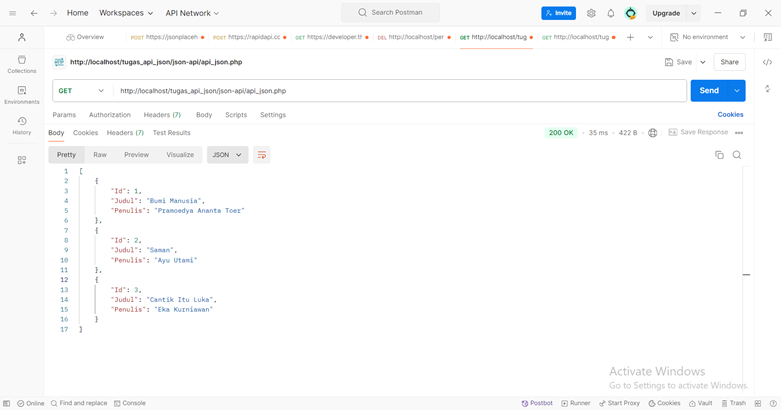 Home Workspaces API Network Search Postman Invite Upgrade
Overview POST https://jsonplaceh POST https://rapidapi.cc GET https://developer.th DEL http://localhost/per GET http://localhost/tug GET http://localhost/tug No environment
http://localhost/tugas_api_json/json-api/api_json.php Save Share
Collections
GET http://localhost/tugas_api_json/json-api/api_json.php Send
Environments
Params Authorization Headers (7) Body Scripts Settings Cookies
History
Body Cookies Headers (7) Test Results 200 OK 35 ms 422 B Save Response
Pretty Raw Preview Visualize JSON
1 [
2 {
3 "Id": 1,
4 "Judul": "Bumi Manusia",
5 "Penulis": "Pramoedya Ananta Toer"
6 },
7 {
8 "Id": 2,
9 "Judul": "Saman",
10 "Penulis": "Ayu Utami"
11 },
12 {
13 "Id": 3,
14 "Judul": "Cantik Itu Luka",
15 "Penulis": "Eka Kurniawan"
16 }
17 ]
Activate Windows
Go to Settings to activate Windows.
Online Find and replace Console Postbot Runner Start Proxy Cookies Vault Trash